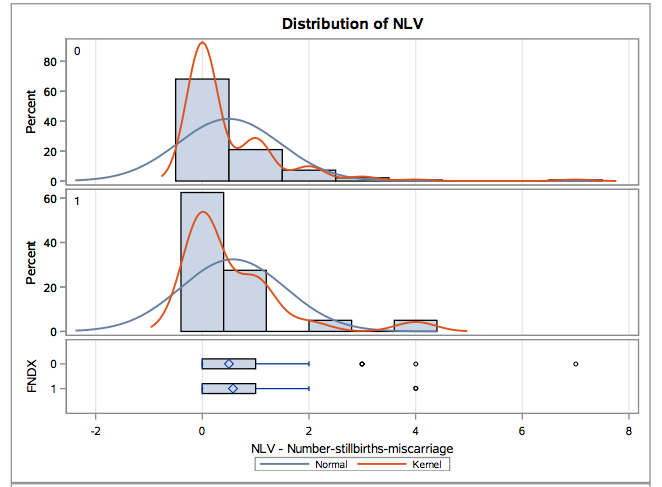 Distribution of NLV
0
Percent
80
60
40
20
0
1
Percent
60
40
20
0
FNDX
0
1
-2 0 2 4 6 8
NLV - Number-stillbirths-miscarriage
Normal Kernel